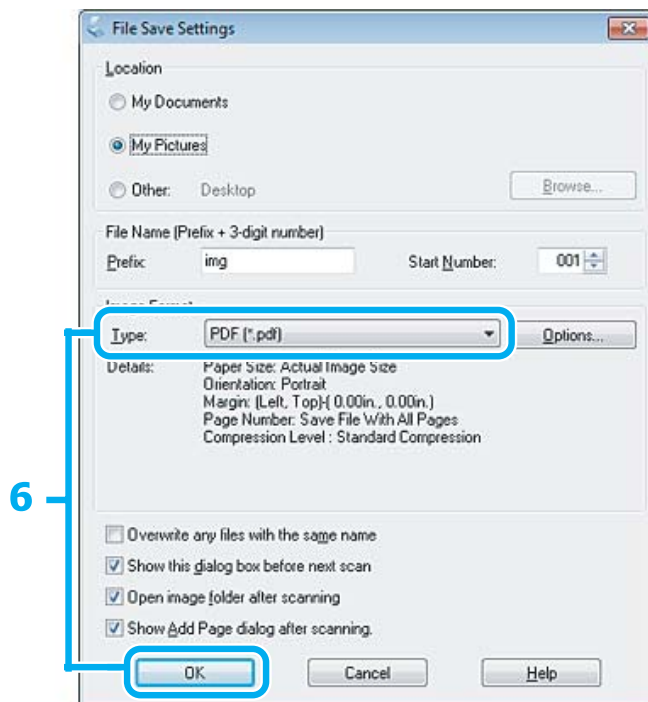 File Save Settings
Location
My Documents
My Pictures
Other: Desktop Browse...
File Name (Prefix + 3-digit number)
Prefix: img Start Number: 001
Image Format
Type: PDF (*.pdf) Options...
Details: Paper Size: Actual Image Size
Orientation: Portrait
Margin: (Left, Top)-( 0.00in., 0.00in.)
Page Number: Save File With All Pages
Compression Level : Standard Compression
6
Overwrite any files with the same name
Show this dialog box before next scan
Open image folder after scanning
Show Add Page dialog after scanning.
OK Cancel Help